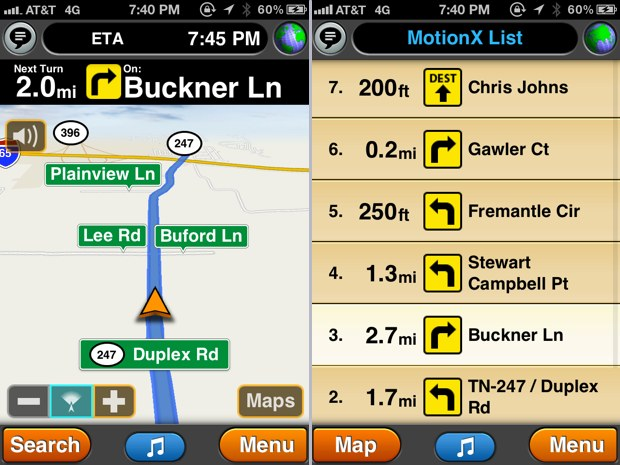 AT&T 4G 7:40 PM 60%
ETA 7:45 PM
Next Turn On:
2.0mi Buckner Ln
396
247
65
Plainview Ln
Lee Rd Buford Ln
247 Duplex Rd
Maps
Search Menu
AT&T 4G 7:40 PM 60%
MotionX List
7. 200ft DEST Chris Johns
6. 0.2mi Gawler Ct
5. 250ft Fremantle Cir
4. 1.3mi Stewart
Campbell Pt
3. 2.7mi Buckner Ln
2. 1.7mi TN-247 / Duplex
Rd
Map Menu